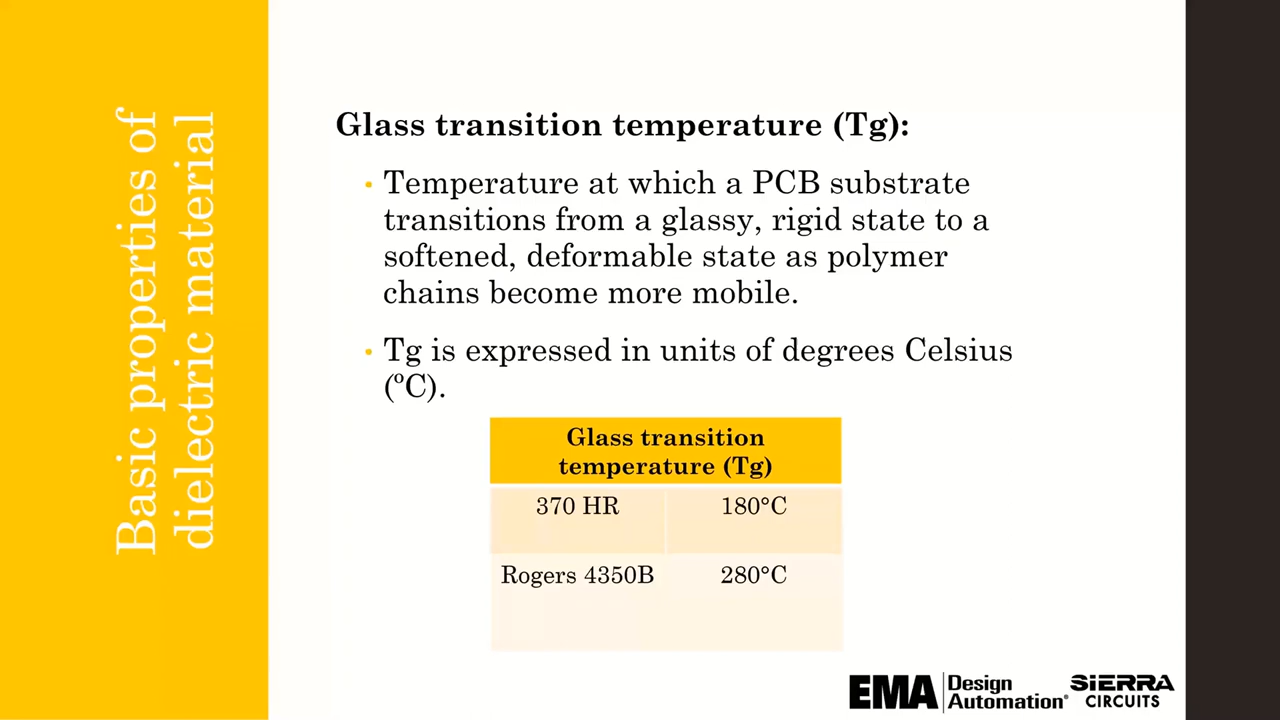 Basic properties of
dielectric material
Glass transition temperature (Tg):
• Temperature at which a PCB substrate
transitions from a glassy, rigid state to a
softened, deformable state as polymer
chains become more mobile.
• Tg is expressed in units of degrees Celsius
(ºC).
Glass transition
temperature (Tg)
370 HR 180°C
Rogers 4350B 280°C
EMA Design Automation®
SIERRA CIRCUITS